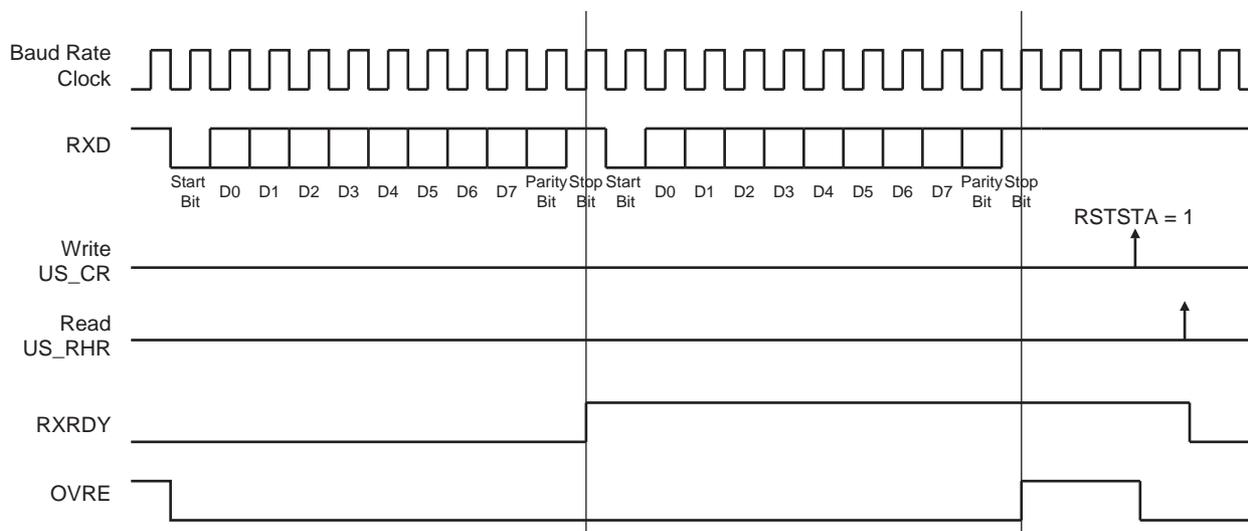 Baud Rate
Clock
RXD
Start
Bit
D0
D1
D2
D3
D4
D5
D6
D7
Parity
Bit
Stop
Bit
Start
Bit
D0
D1
D2
D3
D4
D5
D6
D7
Parity
Bit
Stop
Bit
RSTSTA = 1
Write
US_CR
Read
US_RHR
RXRDY
OVRE